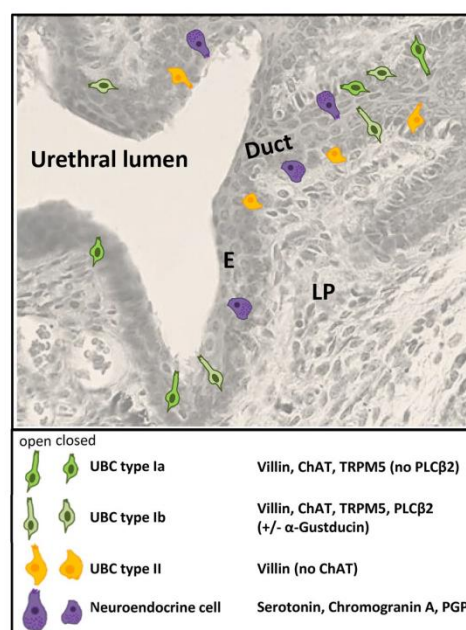 Urethral lumen
Duct
E
LP
open closed
UBC type Ia Villin, ChAT, TRPM5 (no PLCβ2)
UBC type Ib Villin, ChAT, TRPM5, PLCβ2
(+/- α-Gustducin)
UBC type II Villin (no ChAT)
Neuroendocrine cell Serotonin, Chromogranin A, PGP